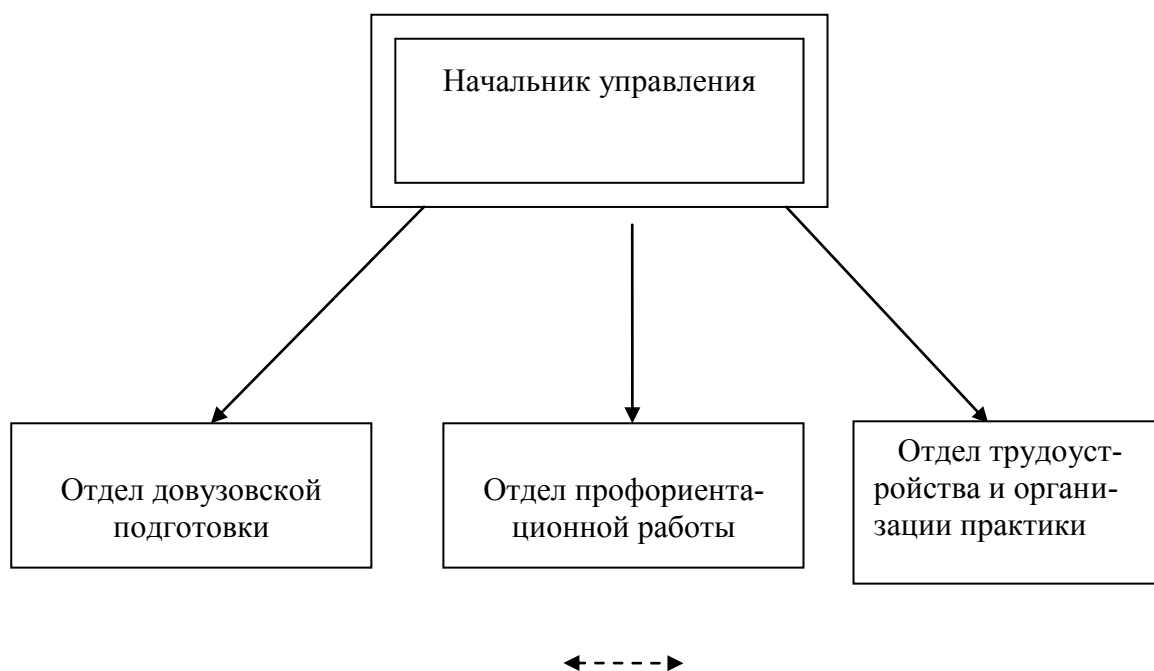 Начальник управления
Отдел довузовской
подготовки
Отдел профориента-
ционной работы
Отдел трудоуст-
ройства и органи-
зации практики